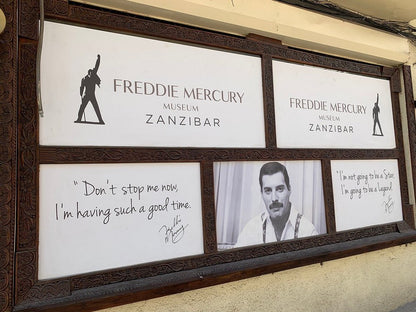 FREDDIE MERCURY
MUSEUM
ZANZIBAR
FREDDIE MERCURY
MUSEUM
ZANZIBAR
"Don't stop me now,
I'm having such a good time.
"I'm not going to be a Star,
I'm going to be a Legend